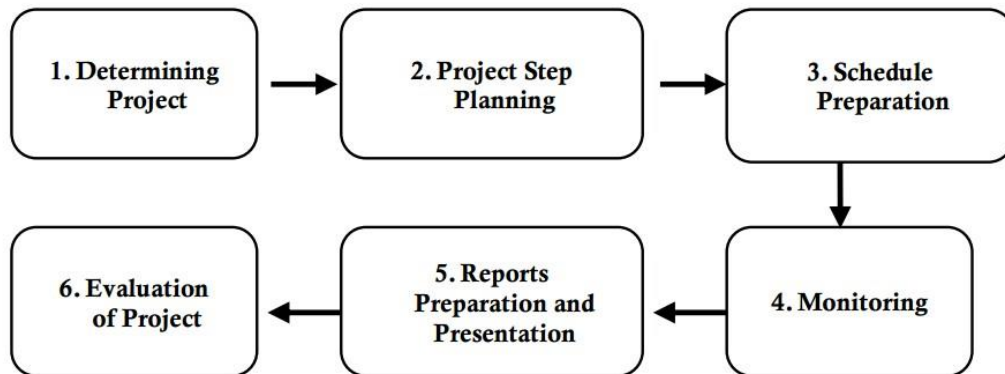 1. Determining
Project
2. Project Step
Planning
3. Schedule
Preparation
4. Monitoring
5. Reports
Preparation and
Presentation
6. Evaluation
of Project